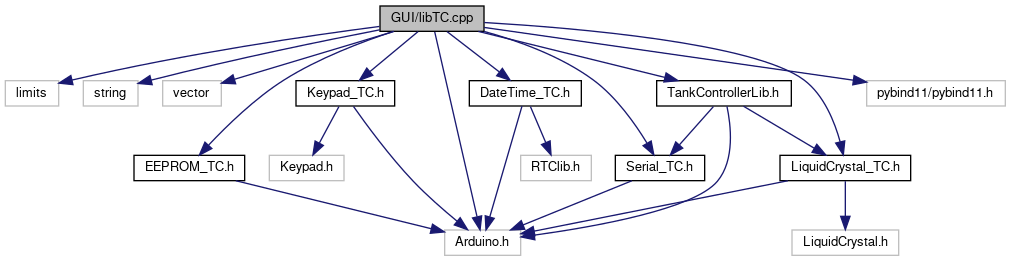 GUI/libTC.cpp
limits
string
vector
Keypad_TC.h
DateTime_TC.h
TankControllerLib.h
pybind11/pybind11.h
EEPROM_TC.h
Keypad.h
RTClib.h
Serial_TC.h
LiquidCrystal_TC.h
Arduino.h
LiquidCrystal.h